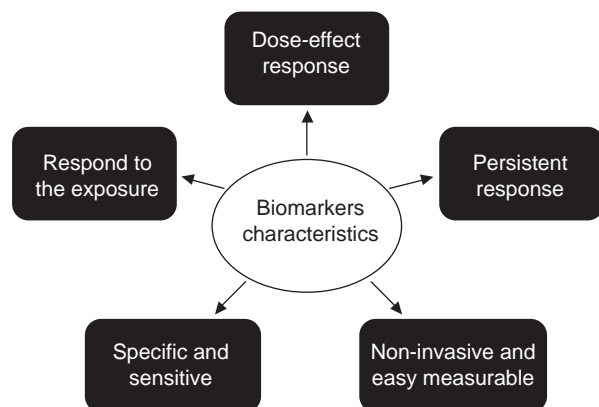 Dose-effect
response
Respond to
the exposure
Persistent
response
Biomarkers
characteristics
Specific and
sensitive
Non-invasive and
easy measurable